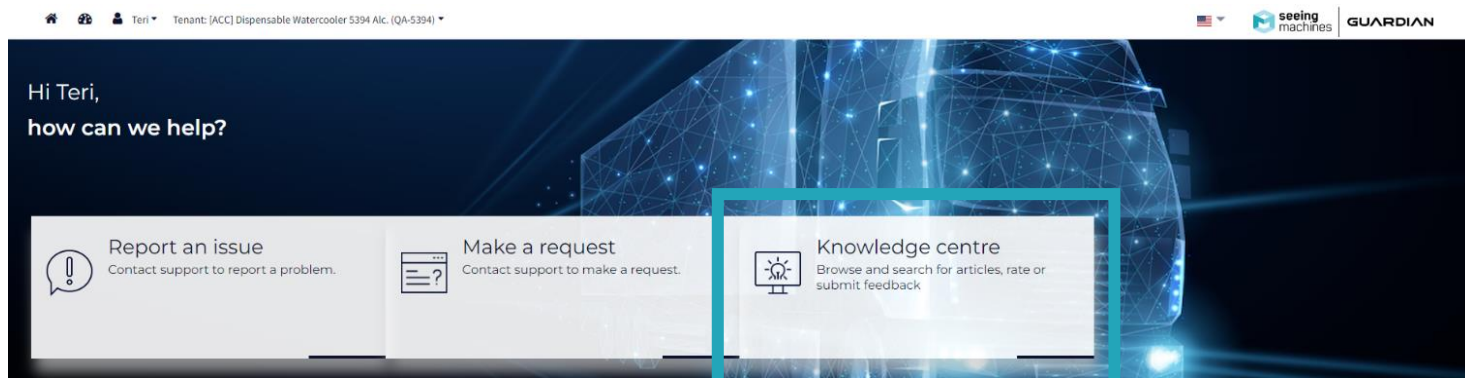 Teri Tenant: [ACC] Dispensable Watercooler 5394 Alc. (QA-5394)
seeing machines GUARDIAN
Hi Teri,
how can we help?
Report an issue
Contact support to report a problem.
Make a request
Contact support to make a request.
Knowledge centre
Browse and search for articles, rate or
submit feedback